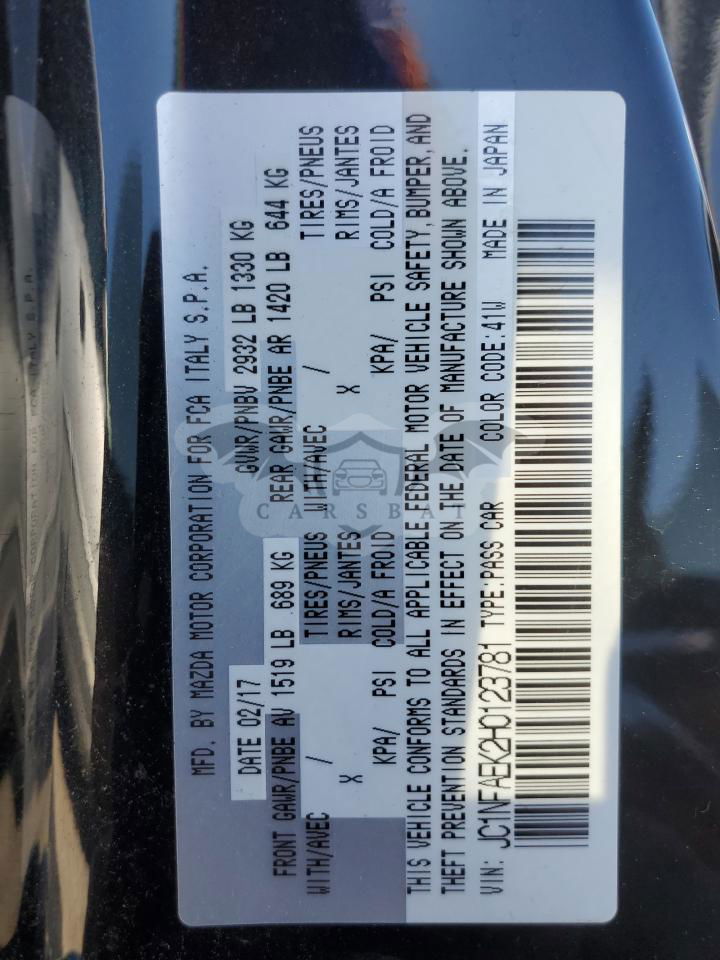 MFD. BY MAZDA MOTOR CORPORATION FOR FCA ITALY S.P.A.
DATE 02/17 GVWR/PNBV 2932 LB 1330 KG
FRONT GAWR/PNBE AV 1519 LB 689 KG REAR GAWR/PNBE AR 1420 LB 644 KG
WITH/AVEC / TIRES/PNEUS WITH/AVEC / TIRES/PNEUS
X RIMS/JANTES X RIMS/JANTES
KPA/ PSI COLD/A FROID KPA/ PSI COLD/A FROID
THIS VEHICLE CONFORMS TO ALL APPLICABLE FEDERAL MOTOR VEHICLE SAFETY, BUMPER, AND
THEFT PREVENTION STANDARDS IN EFFECT ON THE DATE OF MANUFACTURE SHOWN ABOVE.
VIN: JC1NFAEK2H0123781 TYPE:PASS CAR COLOR CODE:41W MADE IN JAPAN
CARSBAT